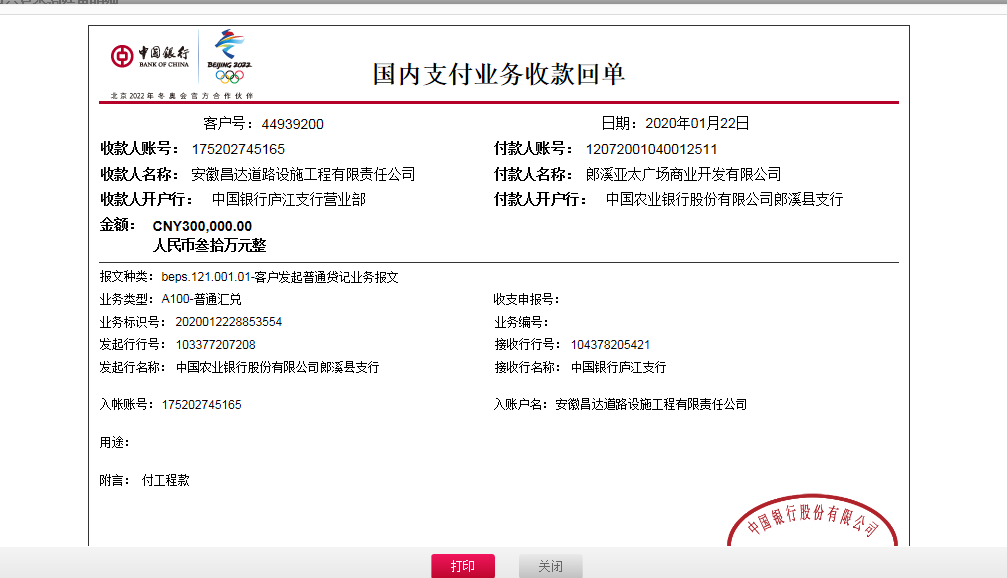 中国银行
BANK OF CHINA
BEIJING 2022
北京2022年冬奥会官方合作伙伴
国内支付业务收款回单
客户号：44939200 日期：2020年01月22日
收款人账号：175202745165 付款人账号：12072001040012511
收款人名称：安徽昌达道路设施工程有限责任公司 付款人名称：郎溪亚太广场商业开发有限公司
收款人开户行：中国银行庐江支行营业部 付款人开户行：中国农业银行股份有限公司郎溪县支行
金额：CNY300,000.00
人民币叁拾万元整
报文种类：beps.121.001.01-客户发起普通贷记业务报文
业务类型：A100-普通汇兑 收支申报号：
业务标识号：2020012228853554 业务编号：
发起行行号：103377207208 接收行行号：104378205421
发起行名称：中国农业银行股份有限公司郎溪县支行 接收行名称：中国银行庐江支行
入帐账号：175202745165 入账户名：安徽昌达道路设施工程有限责任公司
用途：
附言：付工程款
中国银行股份有限公司
打印 关闭